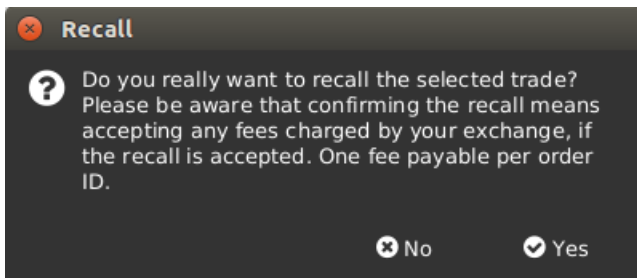 Recall
Do you really want to recall the selected trade?
Please be aware that confirming the recall means
accepting any fees charged by your exchange, if
the recall is accepted. One fee payable per order
ID.
No
Yes